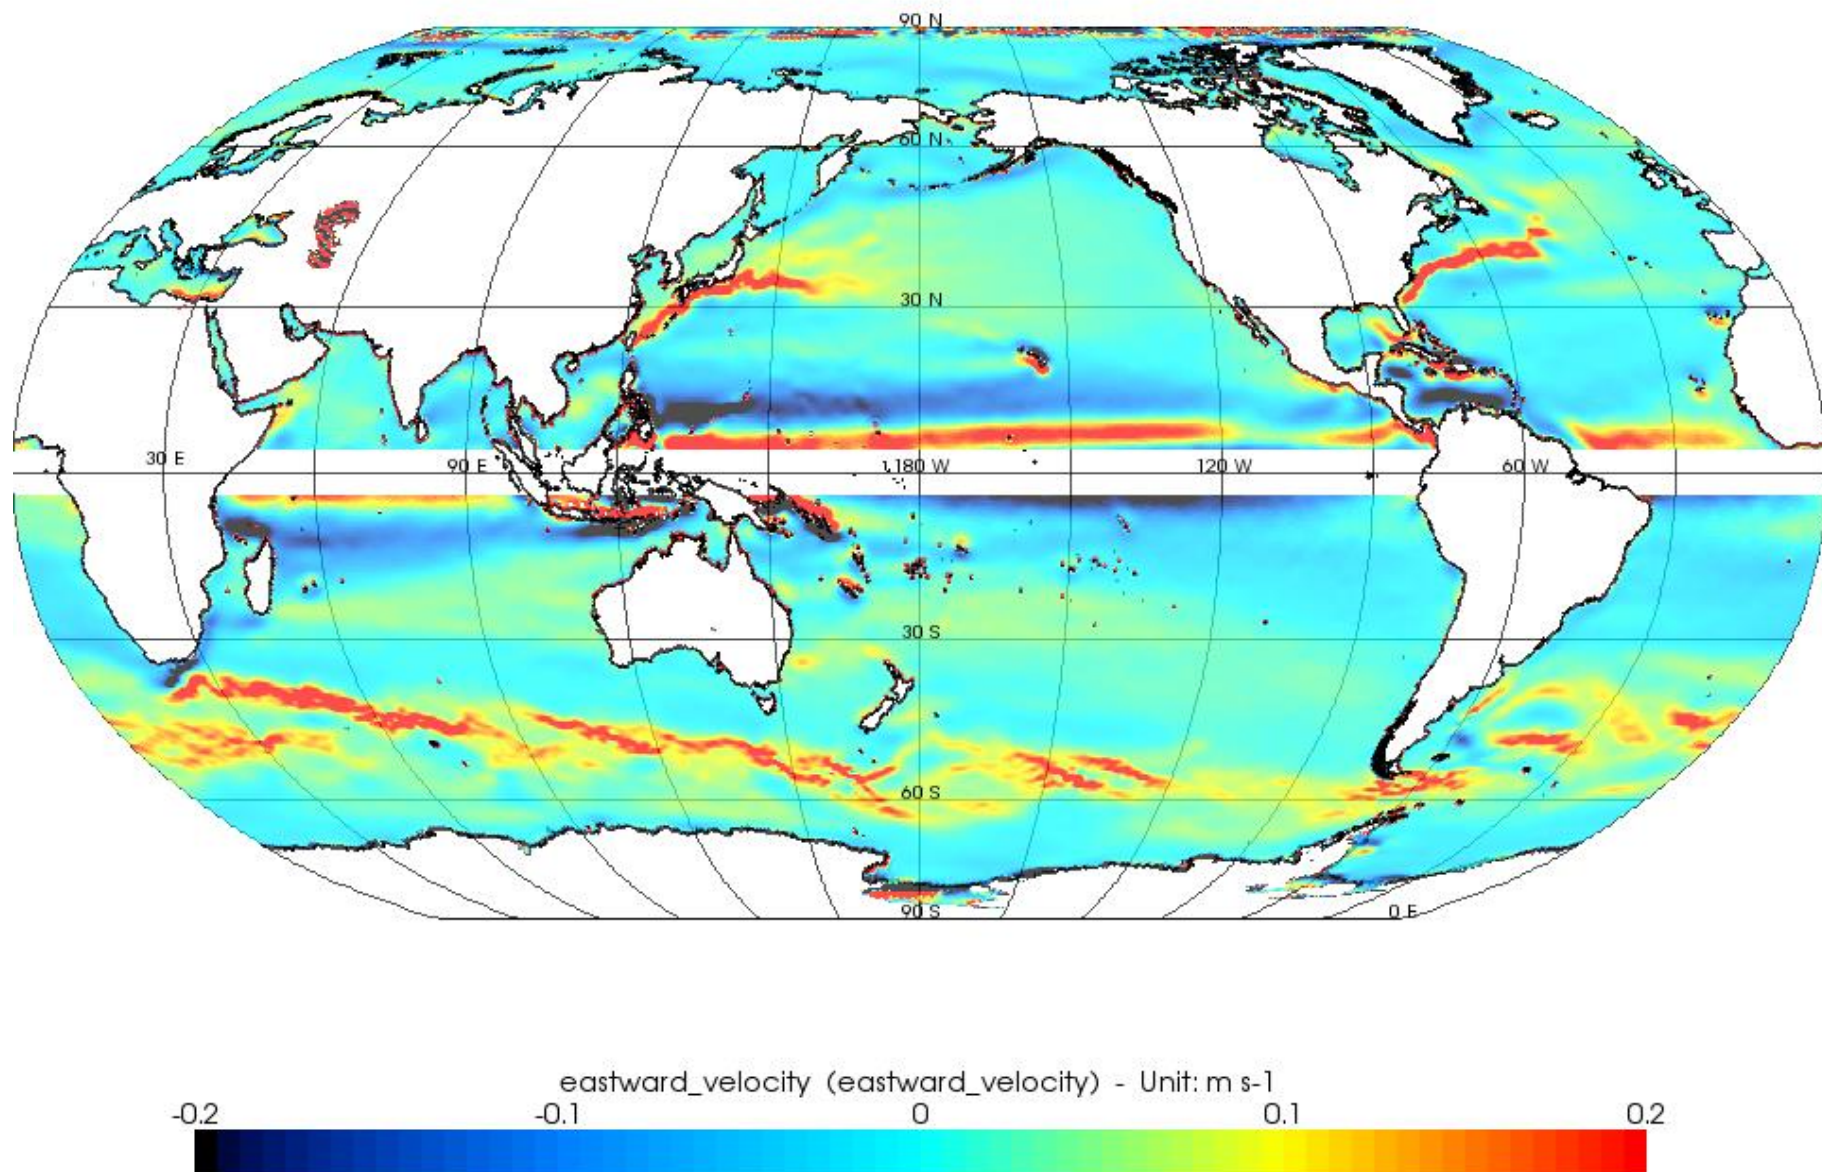 90 N
60 N
30 N
30 E
90 E
180 W
120 W
60 W
30 S
60 S
90 S
0 E
eastward_velocity (eastward_velocity) - Unit: m s-1
-0.2
-0.1
0
0.1
0.2